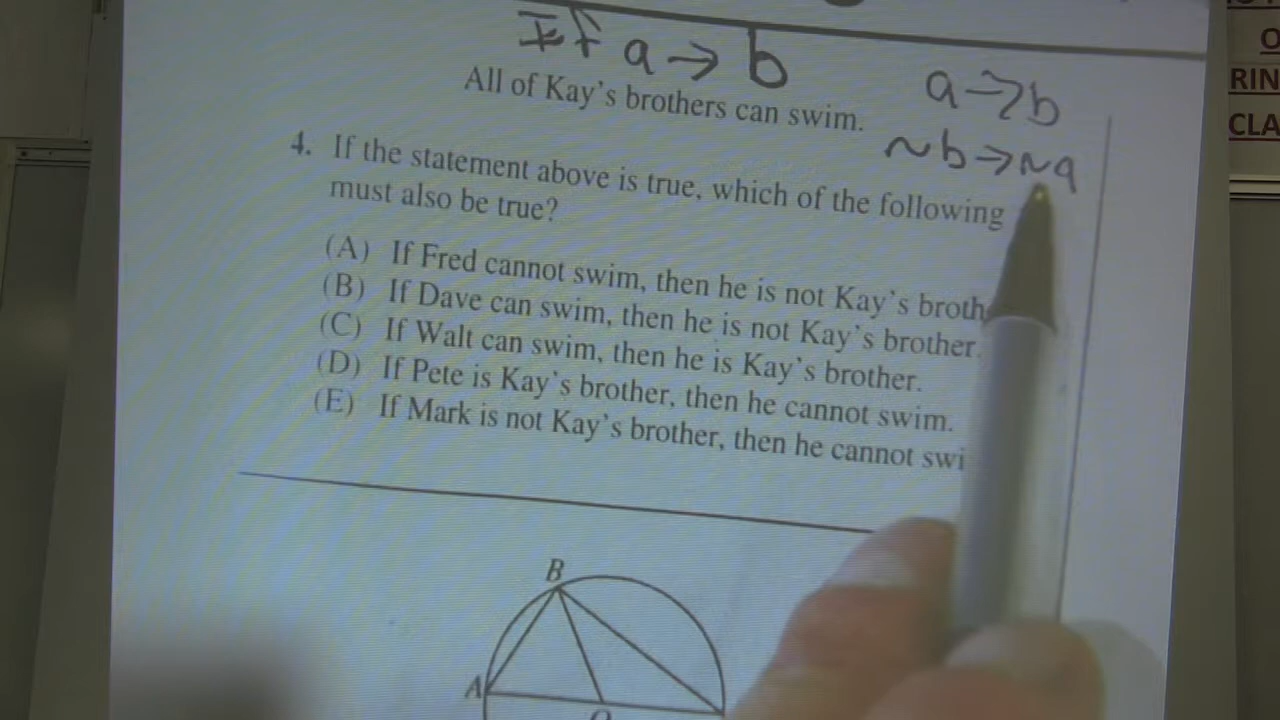 If a → b
All of Kay's brothers can swim.
a → b
~b → ~a
4. If the statement above is true, which of the following
must also be true?
(A) If Fred cannot swim, then he is not Kay's broth
(B) If Dave can swim, then he is not Kay's brother.
(C) If Walt can swim, then he is Kay's brother.
(D) If Pete is Kay's brother, then he cannot swim.
(E) If Mark is not Kay's brother, then he cannot swi
B
A
O
RIN
CLA